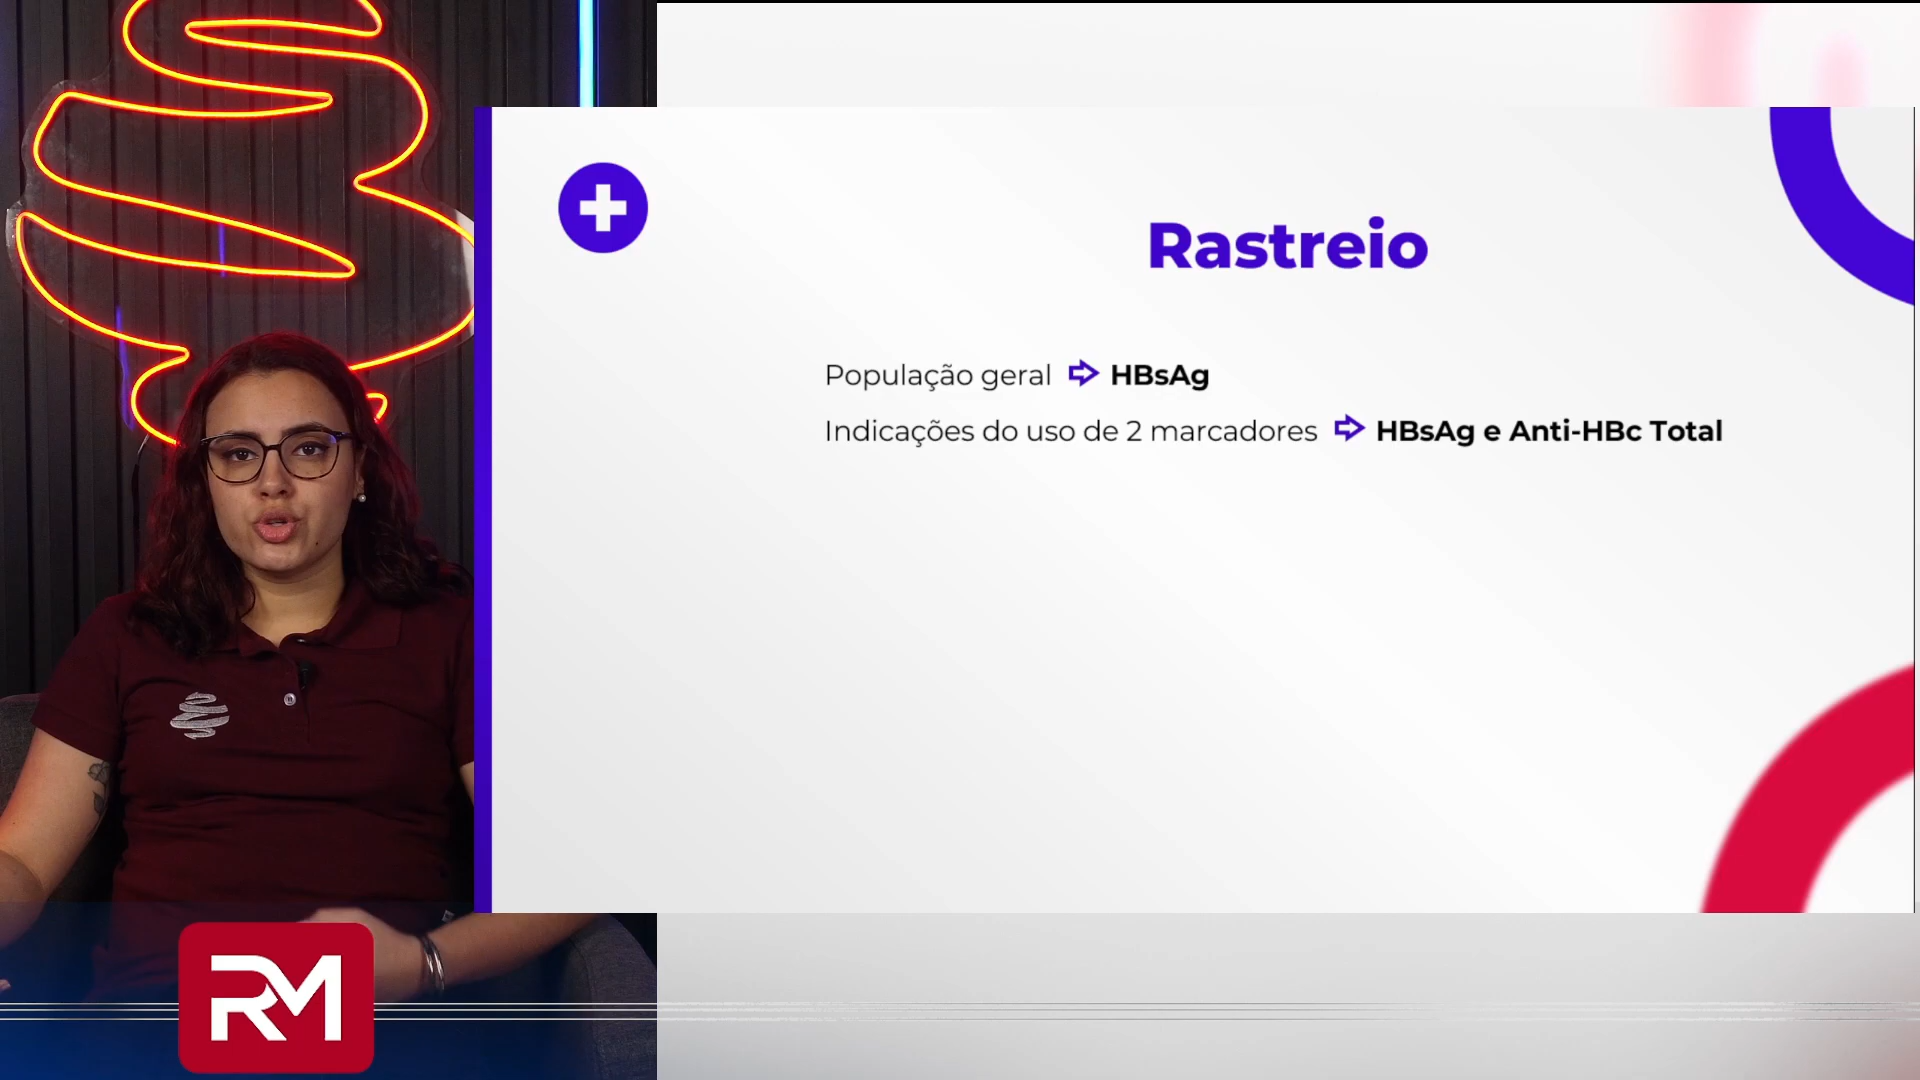 Rastreio
População geral ➩ HBsAg
Indicações do uso de 2 marcadores ➩ HBsAg e Anti-HBc Total
RM